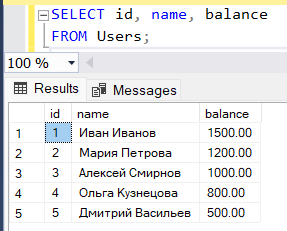 SELECT id, name, balance
FROM Users;
100 %
Results Messages
id name balance
1 1 Иван Иванов 1500.00
2 2 Мария Петрова 1200.00
3 3 Алексей Смирнов 1000.00
4 4 Ольга Кузнецова 800.00
5 5 Дмитрий Васильев 500.00